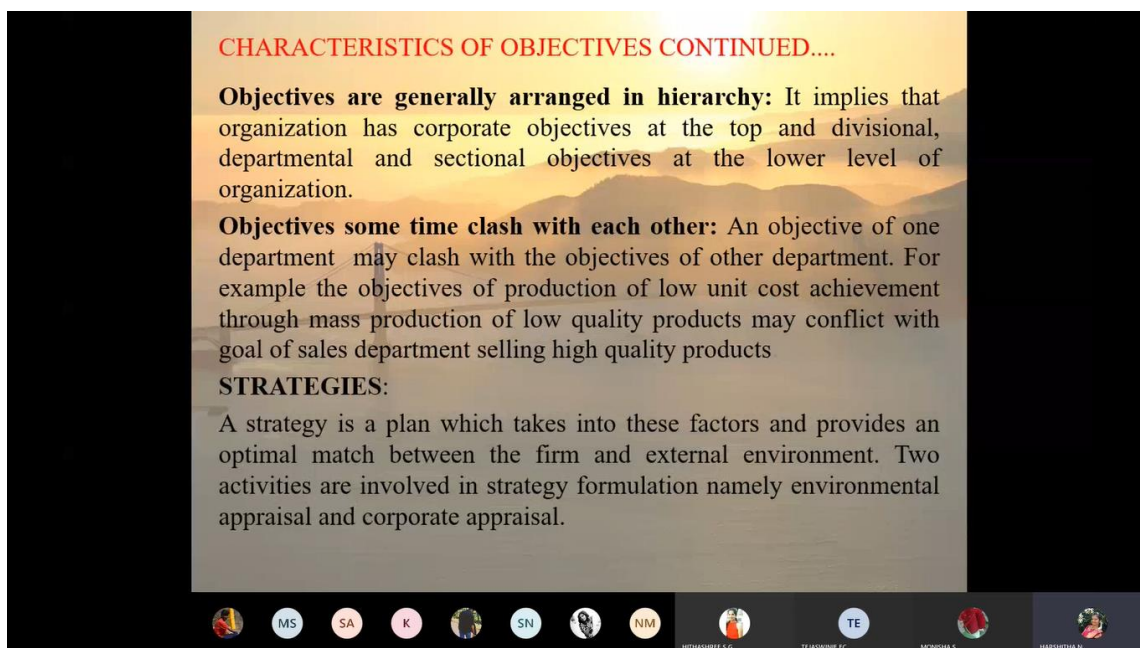 CHARACTERISTICS OF OBJECTIVES CONTINUED....
Objectives are generally arranged in hierarchy: It implies that
organization has corporate objectives at the top and divisional,
departmental and sectional objectives at the lower level of
organization.
Objectives some time clash with each other: An objective of one
department may clash with the objectives of other department. For
example the objectives of production of low unit cost achievement
through mass production of low quality products may conflict with
goal of sales department selling high quality products
STRATEGIES:
A strategy is a plan which takes into these factors and provides an
optimal match between the firm and external environment. Two
activities are involved in strategy formulation namely environmental
appraisal and corporate appraisal.
MS SA K SN NM TE
HITHASHREE S G MONISHA S HARSHITHA N